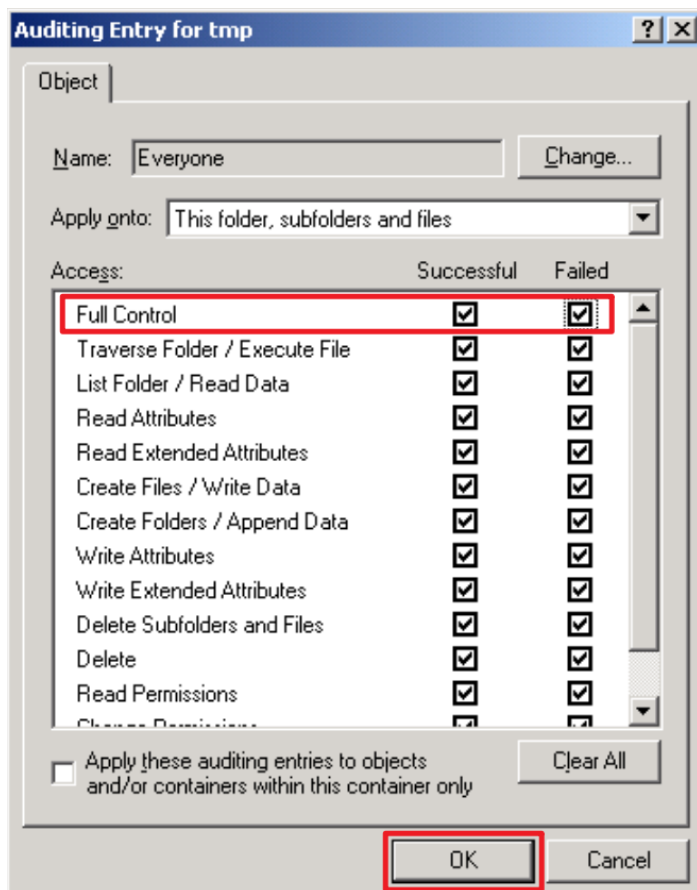 Auditing Entry for tmp
Object
Name: Everyone Change...
Apply onto: This folder, subfolders and files
Access: Successful Failed
Full Control
Traverse Folder / Execute File
List Folder / Read Data
Read Attributes
Read Extended Attributes
Create Files / Write Data
Create Folders / Append Data
Write Attributes
Write Extended Attributes
Delete Subfolders and Files
Delete
Read Permissions
Apply these auditing entries to objects
and/or containers within this container only
Clear All
OK Cancel